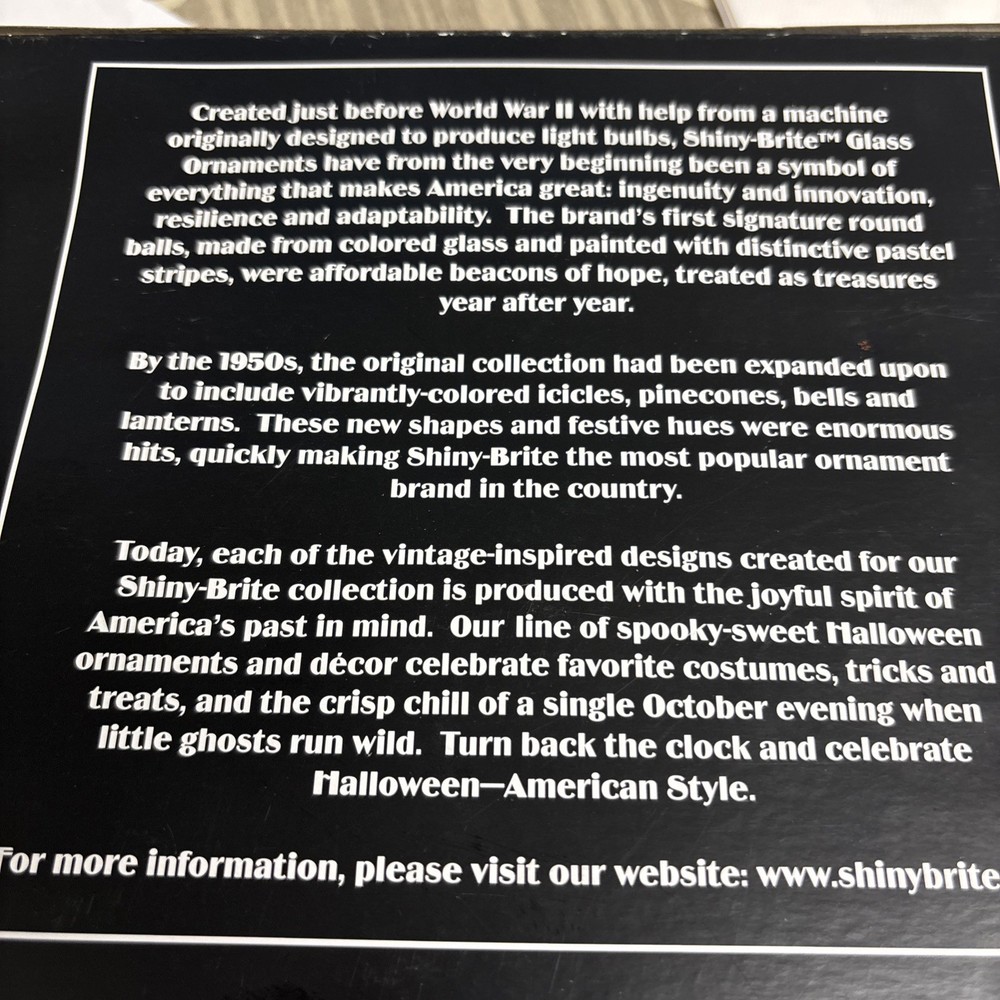 Created just before World War II with help from a machine
originally designed to produce light bulbs, Shiny-Brite™ Glass
Ornaments have from the very beginning been a symbol of
everything that makes America great: ingenuity and innovation,
resilience and adaptability. The brand's first signature round
balls, made from colored glass and painted with distinctive pastel
stripes, were affordable beacons of hope, treated as treasures
year after year.
By the 1950s, the original collection had been expanded upon
to include vibrantly-colored icicles, pinecones, bells and
lanterns. These new shapes and festive hues were enormous
hits, quickly making Shiny-Brite the most popular ornament
brand in the country.
Today, each of the vintage-inspired designs created for our
Shiny-Brite collection is produced with the joyful spirit of
America's past in mind. Our line of spooky-sweet Halloween
ornaments and décor celebrate favorite costumes, tricks and
treats, and the crisp chill of a single October evening when
little ghosts run wild. Turn back the clock and celebrate
Halloween—American Style.
For more information, please visit our website: www.shinybrite